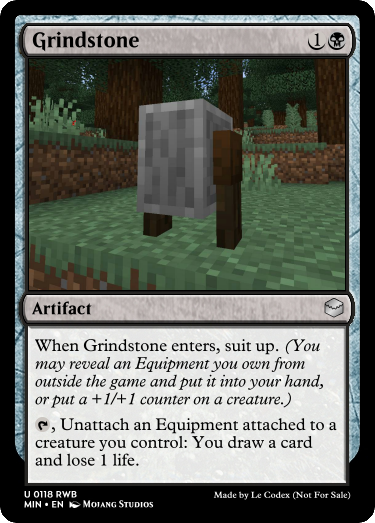 Grindstone 1
Artifact
When Grindstone enters, suit up. (You
may reveal an Equipment you own from
outside the game and put it into your hand,
or put a +1/+1 counter on a creature.)
, Unattach an Equipment attached to a
creature you control: You draw a card
and lose 1 life.
U 0118 RWB
MIN • EN Mojang Studios
Made by Le Codex (Not For Sale)